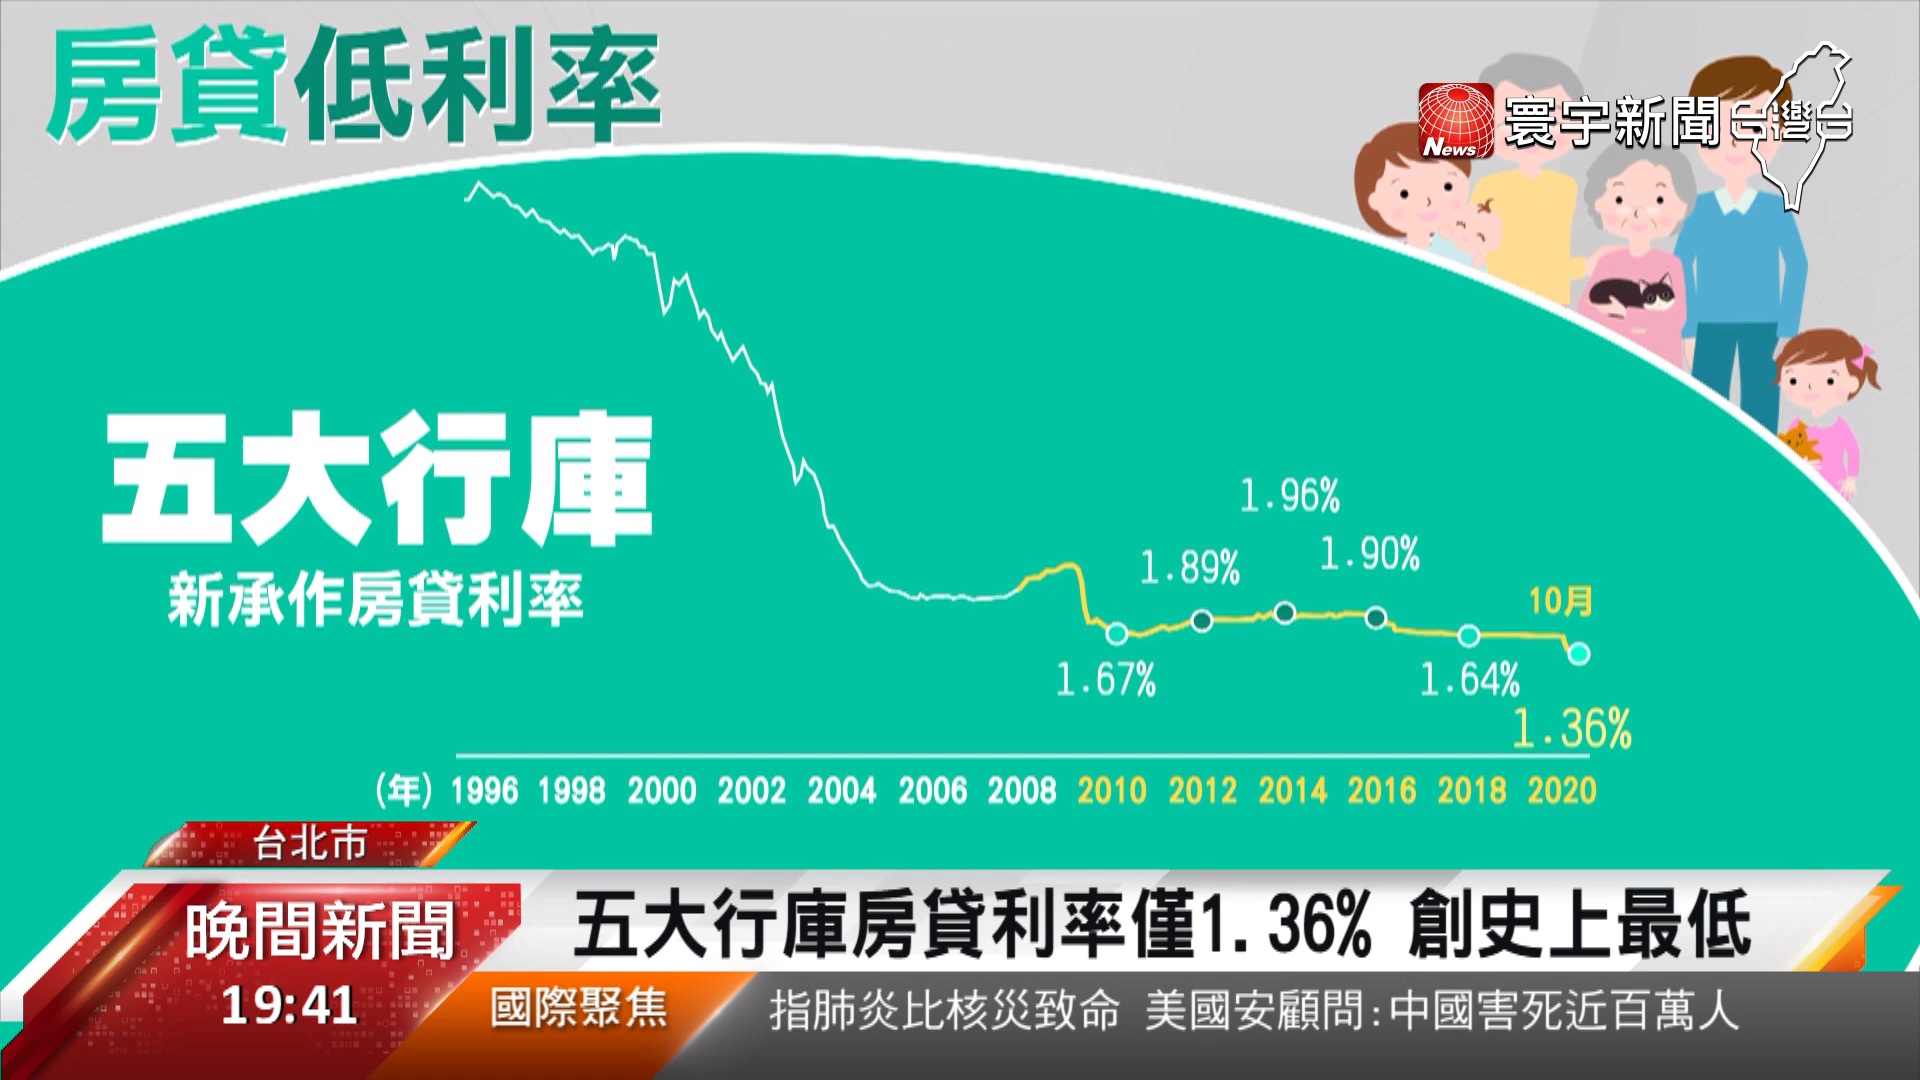 房貸低利率
News 寰宇新聞 台灣台
五大行庫
新承作房貸利率
1.96%
1.89%
1.90%
10月
1.67%
1.64%
1.36%
(年) 1996 1998 2000 2002 2004 2006 2008 2010 2012 2014 2016 2018 2020
台北市
晚間新聞
五大行庫房貸利率僅1.36% 創史上最低
19:41
國際聚焦
指肺炎比核災致命 美國安顧問:中國害死近百萬人